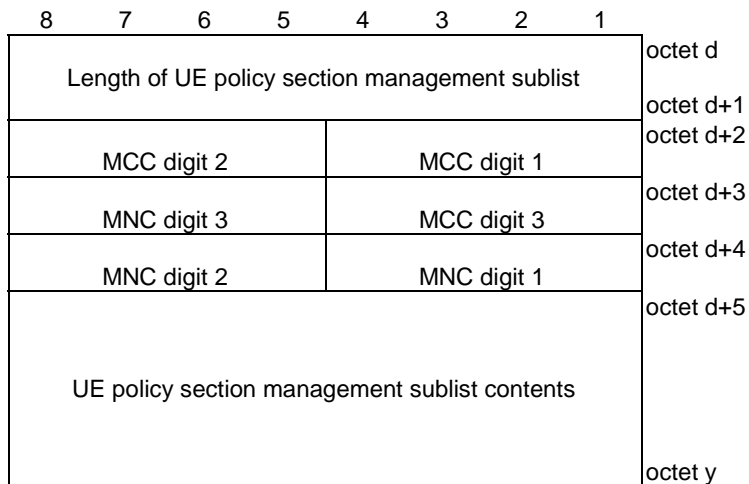 8 7 6 5 4 3 2 1
octet d
Length of UE policy section management sublist
octet d+1
octet d+2
MCC digit 2 MCC digit 1
octet d+3
MNC digit 3 MCC digit 3
octet d+4
MNC digit 2 MNC digit 1
octet d+5
UE policy section management sublist contents
octet y